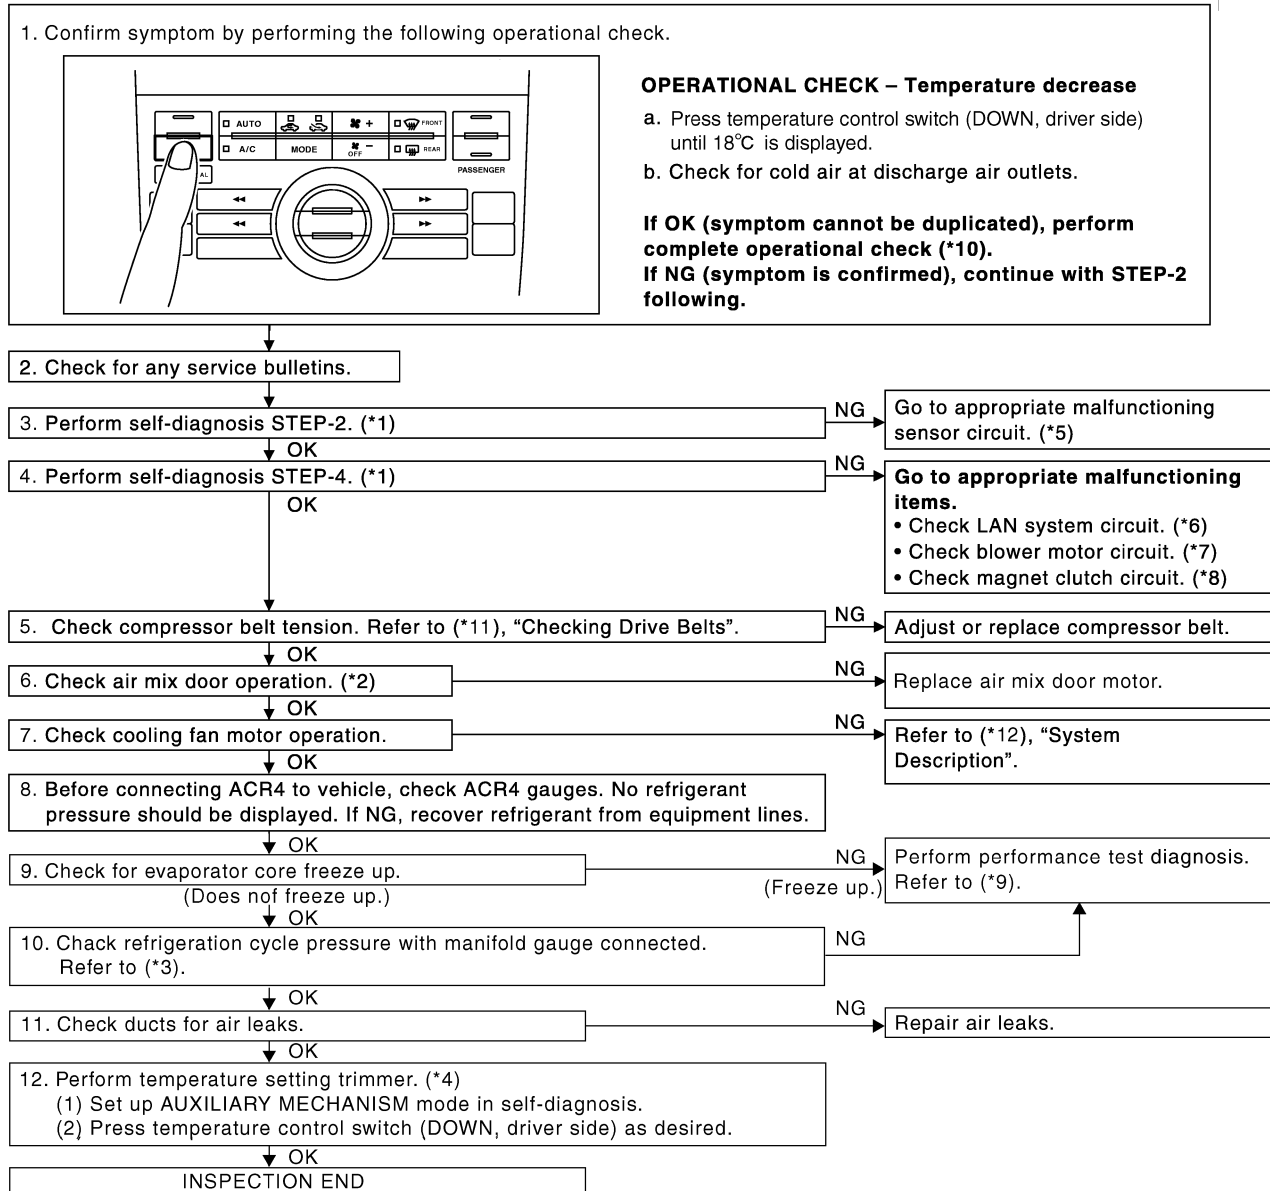 1. Confirm symptom by performing the following operational check.
AUTO
+
FRONT
A/C
MODE
OFF
−
REAR
AL
PASSENGER
OPERATIONAL CHECK – Temperature decrease
a. Press temperature control switch (DOWN, driver side)
until 18°C is displayed.
b. Check for cold air at discharge air outlets.
If OK (symptom cannot be duplicated), perform
complete operational check (*10).
If NG (symptom is confirmed), continue with STEP-2
following.
2. Check for any service bulletins.
3. Perform self-diagnosis STEP-2. (*1)
NG
Go to appropriate malfunctioning
sensor circuit. (*5)
OK
4. Perform self-diagnosis STEP-4. (*1)
NG
Go to appropriate malfunctioning
items.
• Check LAN system circuit. (*6)
• Check blower motor circuit. (*7)
• Check magnet clutch circuit. (*8)
OK
5. Check compressor belt tension. Refer to (*11), “Checking Drive Belts”.
NG
Adjust or replace compressor belt.
OK
6. Check air mix door operation. (*2)
NG
Replace air mix door motor.
OK
7. Check cooling fan motor operation.
NG
Refer to (*12), “System
Description”.
OK
8. Before connecting ACR4 to vehicle, check ACR4 gauges. No refrigerant
pressure should be displayed. If NG, recover refrigerant from equipment lines.
OK
9. Check for evaporator core freeze up.
NG
(Freeze up.)
Perform performance test diagnosis.
Refer to (*9).
(Does nof freeze up.)
OK
10. Chack refrigeration cycle pressure with manifold gauge connected.
Refer to (*3).
NG
OK
11. Check ducts for air leaks.
NG
Repair air leaks.
OK
12. Perform temperature setting trimmer. (*4)
(1) Set up AUXILIARY MECHANISM mode in self-diagnosis.
(2) Press temperature control switch (DOWN, driver side) as desired.
OK
INSPECTION END